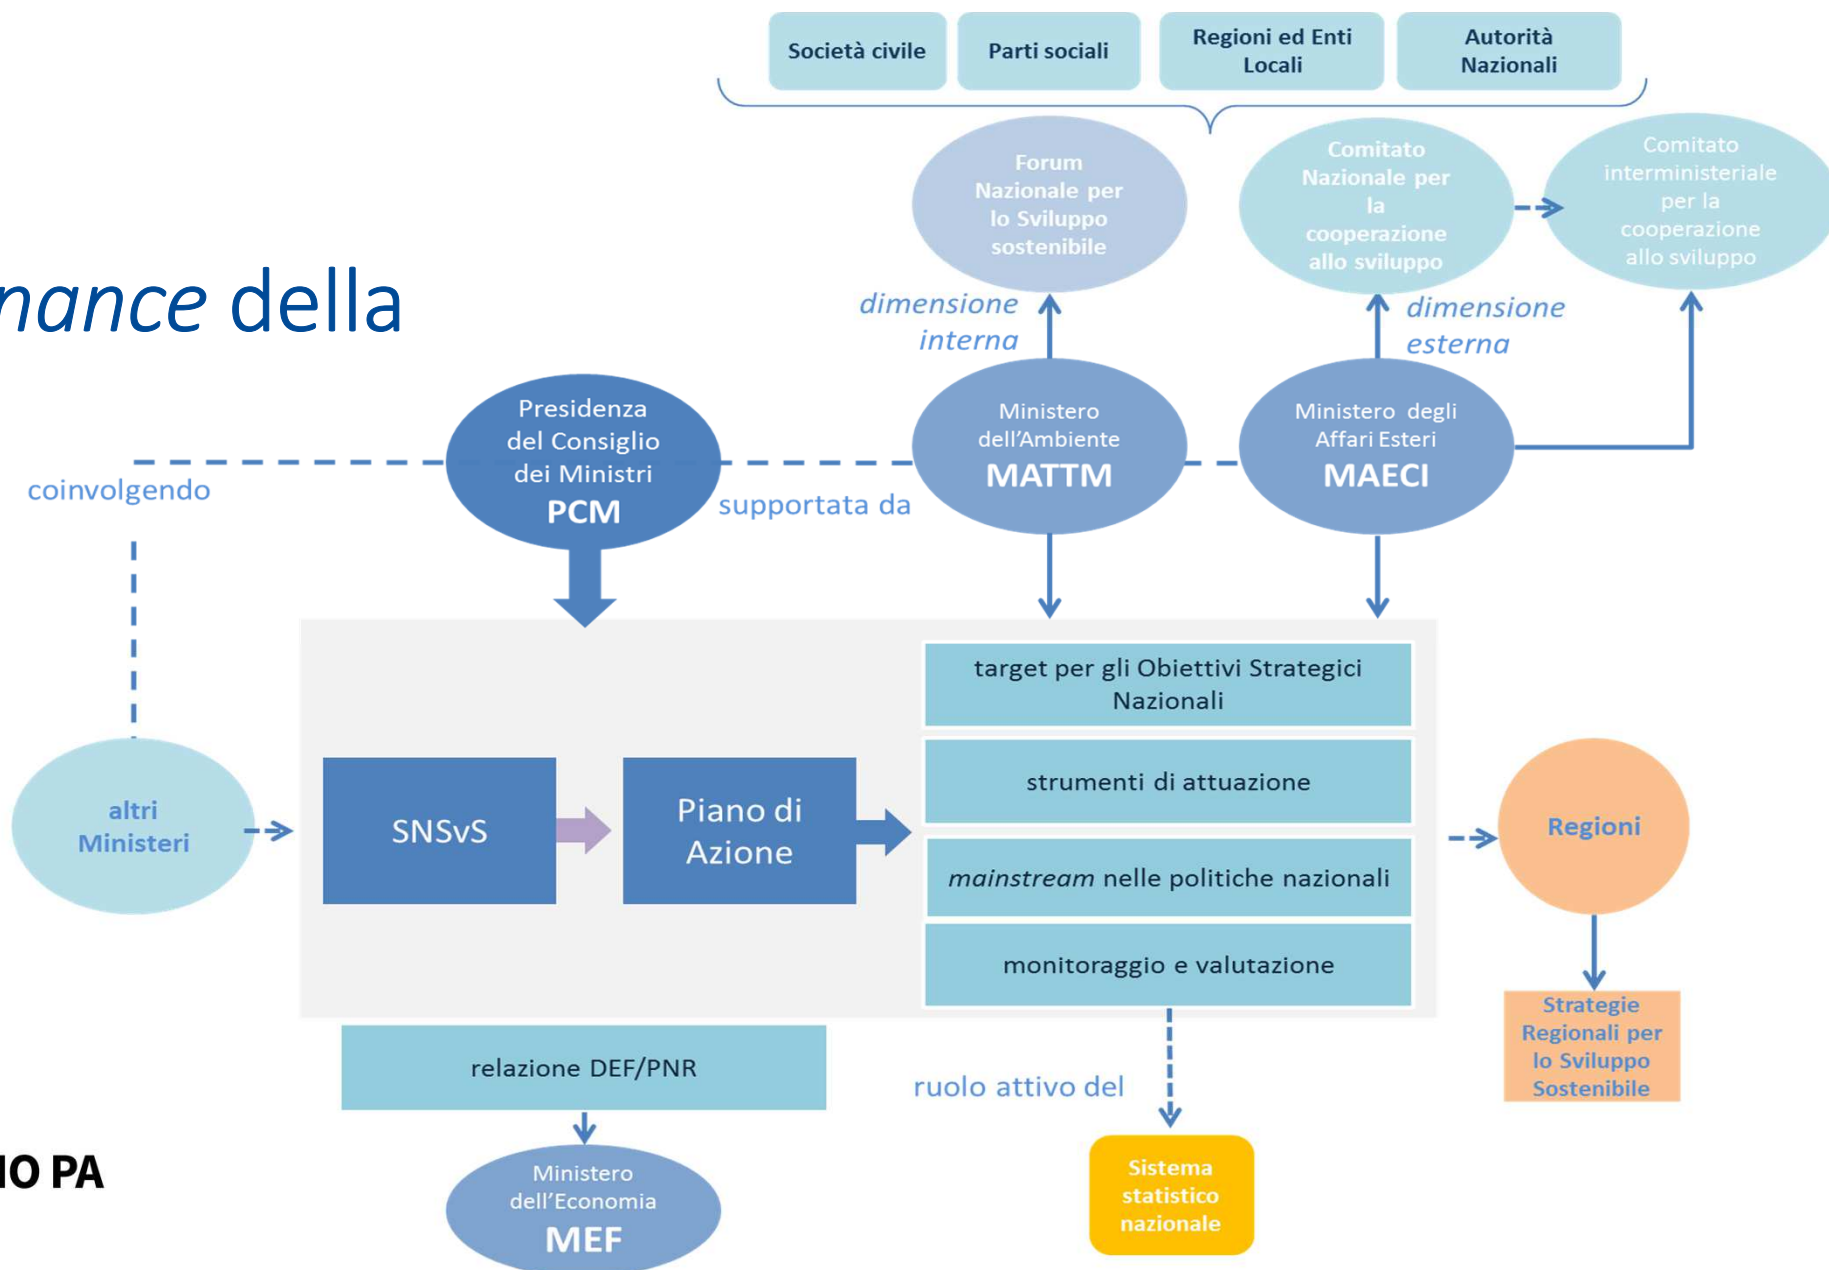 Società civile
Parti sociali
Regioni ed Enti
Locali
Autorità
Nazionali
Forum
Nazionale per
lo Sviluppo
sostenibile
Comitato
Nazionale per
la
cooperazione
allo sviluppo
Comitato
interministeriale
per la
cooperazione
allo sviluppo
nance della
dimensione
interna
dimensione
esterna
Presidenza
del Consiglio
dei Ministri
PCM
Ministero
dell’Ambiente
MATTM
Ministero degli
Affari Esteri
MAECI
coinvolgendo
supportata da
target per gli Obiettivi Strategici
Nazionali
strumenti di attuazione
mainstream nelle politiche nazionali
monitoraggio e valutazione
altri
Ministeri
SNSvS
Piano di
Azione
Regioni
Strategie
Regionali per
lo Sviluppo
Sostenibile
relazione DEF/PNR
ruolo attivo del
Ministero
dell’Economia
MEF
Sistema
statistico
nazionale
IO PA